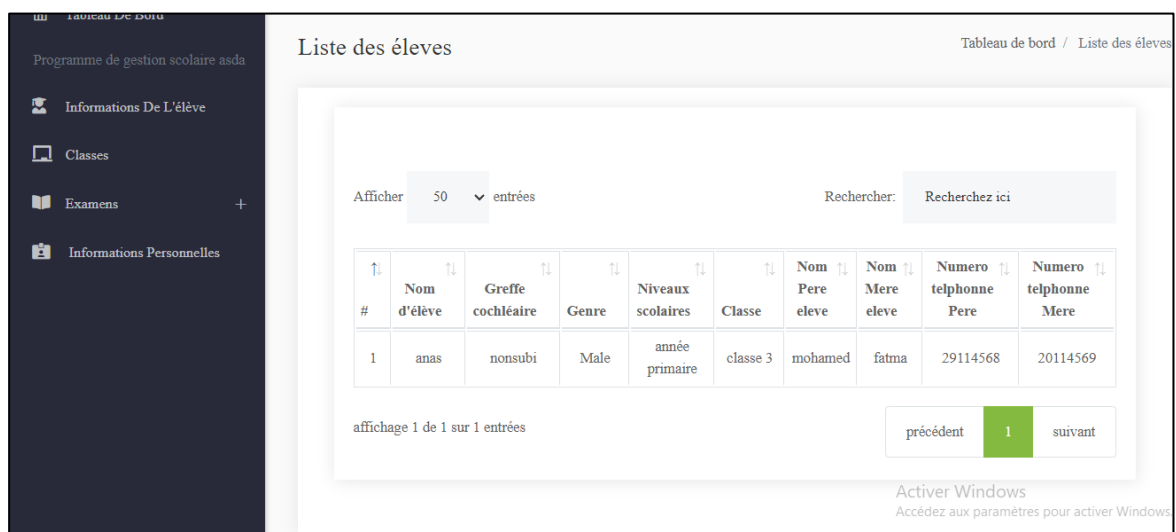 Tableau De Bord
Programme de gestion scolaire asda
Informations De L'élève
Classes
Examens +
Informations Personnelles
Liste des éleves
Tableau de bord / Liste des éleves
Afficher 50 entrées
Rechercher: Recherchez ici
# Nom d'élève Greffe cochléaire Genre Niveaux scolaires Classe Nom Pere eleve Nom Mere eleve Numero telphonne Pere Numero telphonne Mere
1 anas nonsubi Male année primaire classe 3 mohamed fatma 29114568 20114569
affichage 1 de 1 sur 1 entrées
précédent 1 suivant
Activer Windows
Accédez aux paramètres pour activer Windows.